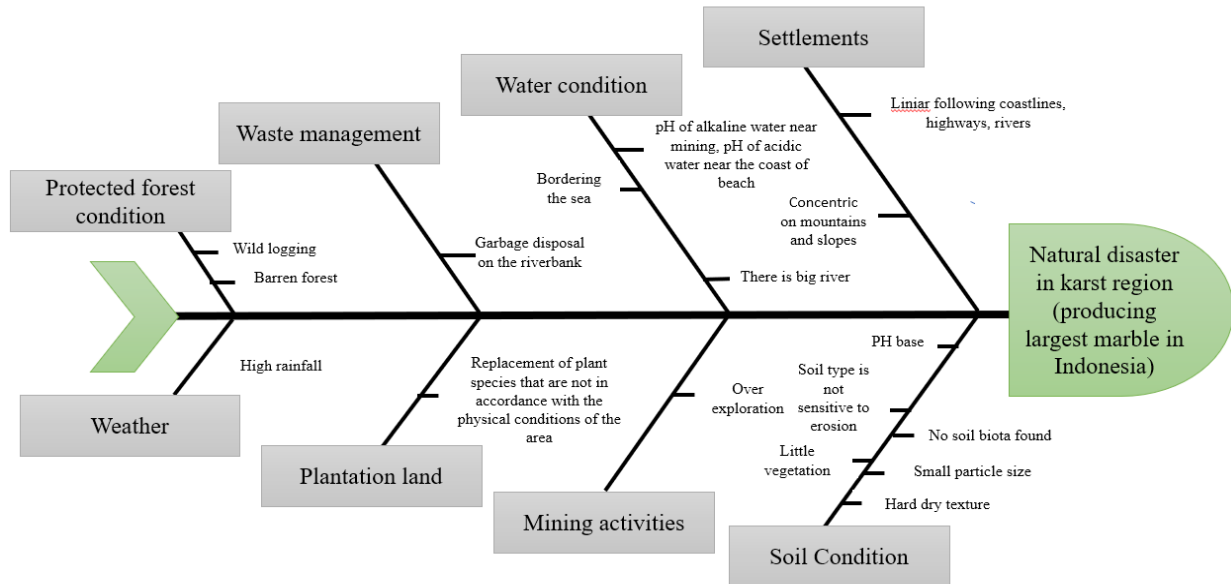 Settlements
Water condition
Waste management
Protected forest
condition
Liniar following coastlines,
highways, rivers
pH of alkaline water near
mining, pH of acidic
water near the coast of
beach
Bordering
the sea
Concentric
on mountains
and slopes
Wild logging
Barren forest
Garbage disposal
on the riverbank
There is big river
Natural disaster
in karst region
(producing
largest marble in
Indonesia)
PH base
High rainfall
Replacement of plant
species that are not in
accordance with the
physical conditions of the
area
Over
exploration
Soil type is
not
sensitive to
erosion
No soil biota found
Little
vegetation
Small particle size
Hard dry texture
Weather
Plantation land
Mining activities
Soil Condition